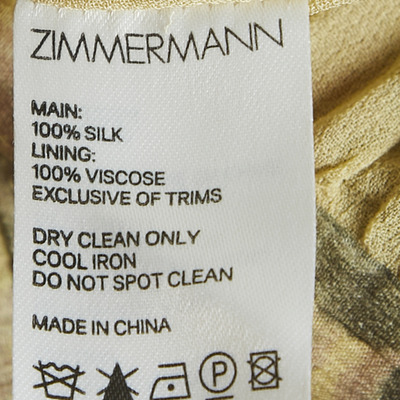 ZIMMERMANN
MAIN:
100% SILK
LINING:
100% VISCOSE
EXCLUSIVE OF TRIMS
DRY CLEAN ONLY
COOL IRON
DO NOT SPOT CLEAN
MADE IN CHINA
P